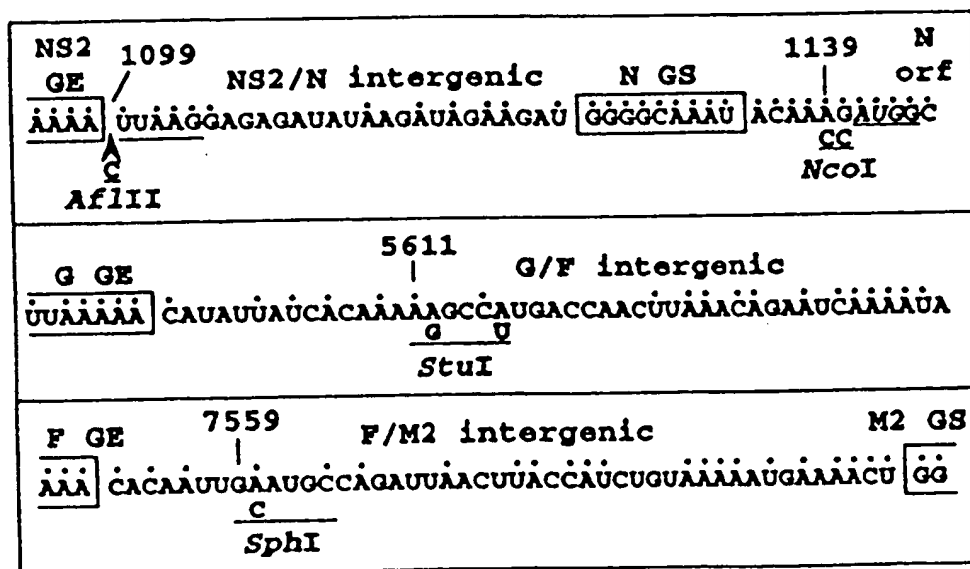 NS2 1099 1139 N
GE NS2/N intergenic N GS orf
AAAA UUAAGGAGAGAUAUAAGAUAGAAGAU GGGGCAAAU ACAAAGAUGGC
C CC
AflII NcoI
5611
G GE G/F intergenic
UUAAAAA CAUAUUAUCACAAAAAGCCAUGACCAACUUAAACAGAAUCAAAAUA
G U
StuI
7559
F GE F/M2 intergenic M2 GS
AAA CACAAUUGAAUGCCAGAUUAACUUACCAUCUGUAAAAAUGAAAACU GG
C
SphI